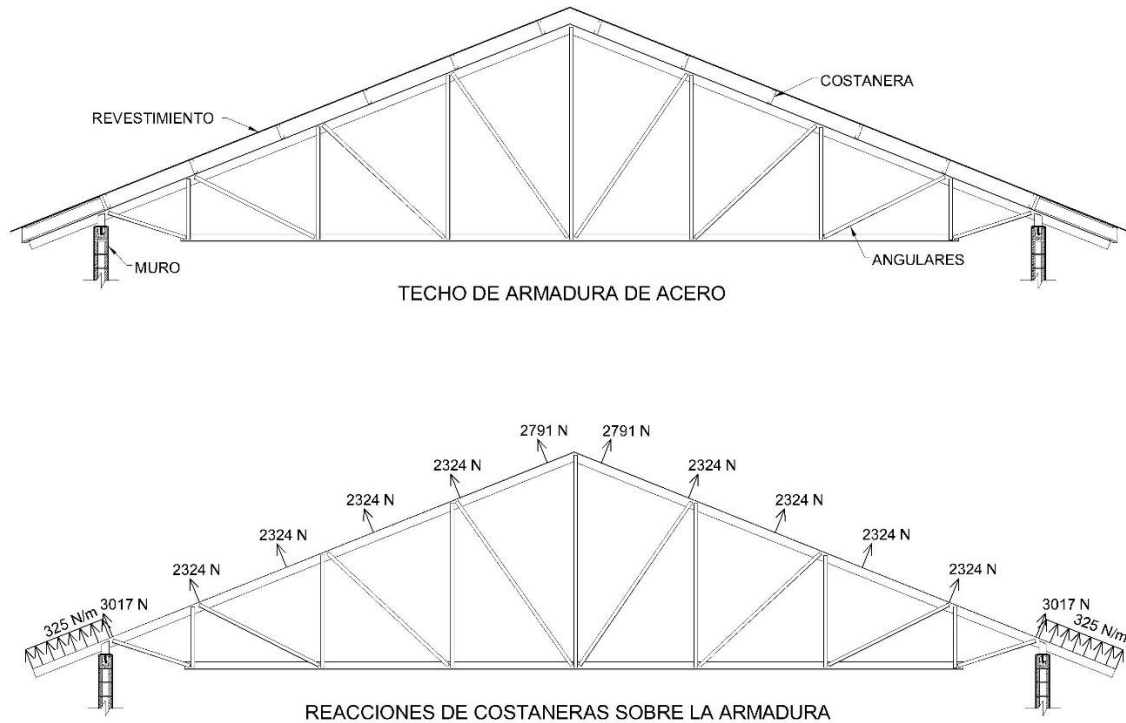 COSTANERA
REVESTIMIENTO
MURO
ANGULARES
TECHO DE ARMADURA DE ACERO
2791 N
2791 N
2324 N
2324 N
2324 N
2324 N
2324 N
2324 N
2324 N
2324 N
325 N/m
3017 N
3017 N
325 N/m
REACCIONES DE COSTANERAS SOBRE LA ARMADURA